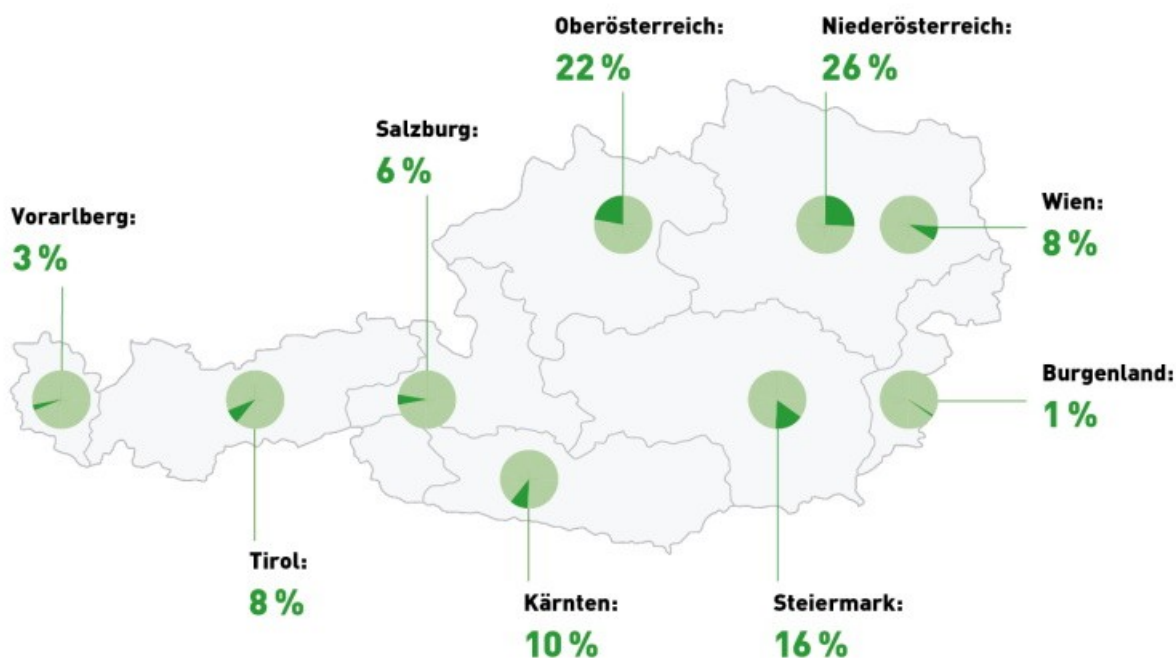 Oberösterreich:
22 %
Niederösterreich:
26 %
Salzburg:
6 %
Vorarlberg:
3 %
Wien:
8 %
Burgenland:
1 %
Tirol:
8 %
Kärnten:
10 %
Steiermark:
16 %